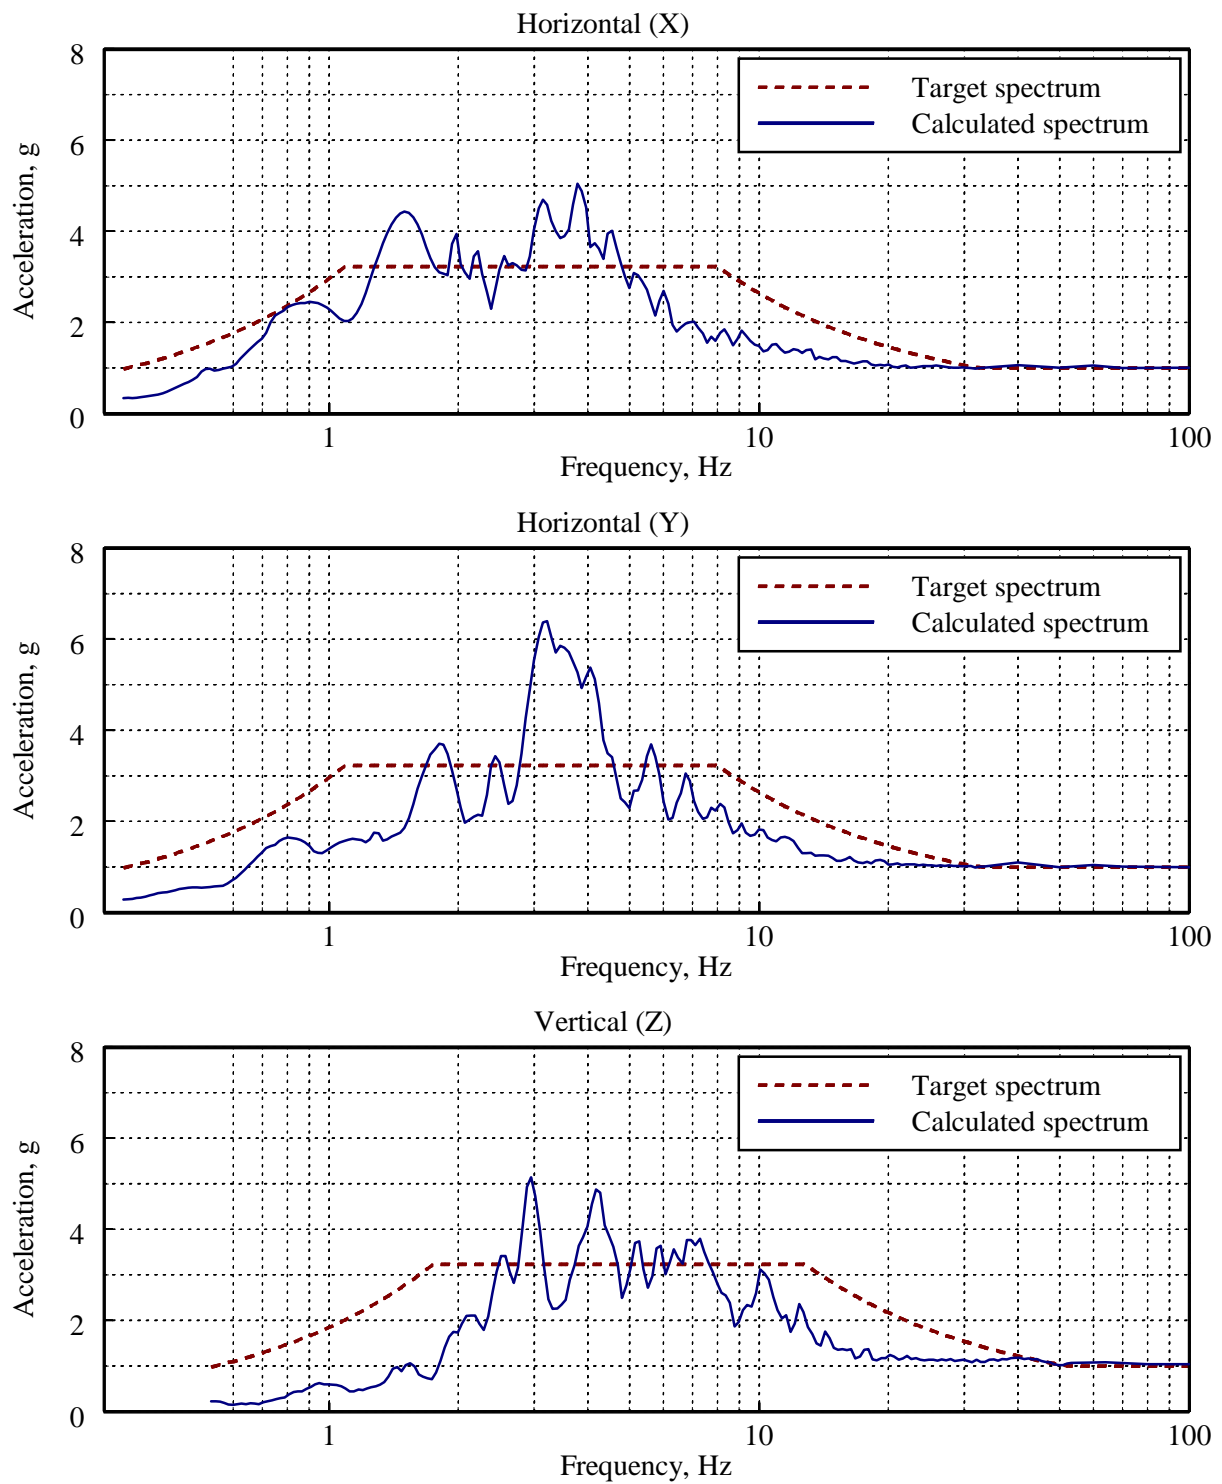 Horizontal (X)
8
6
4
2
0
Acceleration, g
Target spectrum
Calculated spectrum
1
10
100
Frequency, Hz
Horizontal (Y)
8
6
4
2
0
Acceleration, g
Target spectrum
Calculated spectrum
1
10
100
Frequency, Hz
Vertical (Z)
8
6
4
2
0
Acceleration, g
Target spectrum
Calculated spectrum
1
10
100
Frequency, Hz